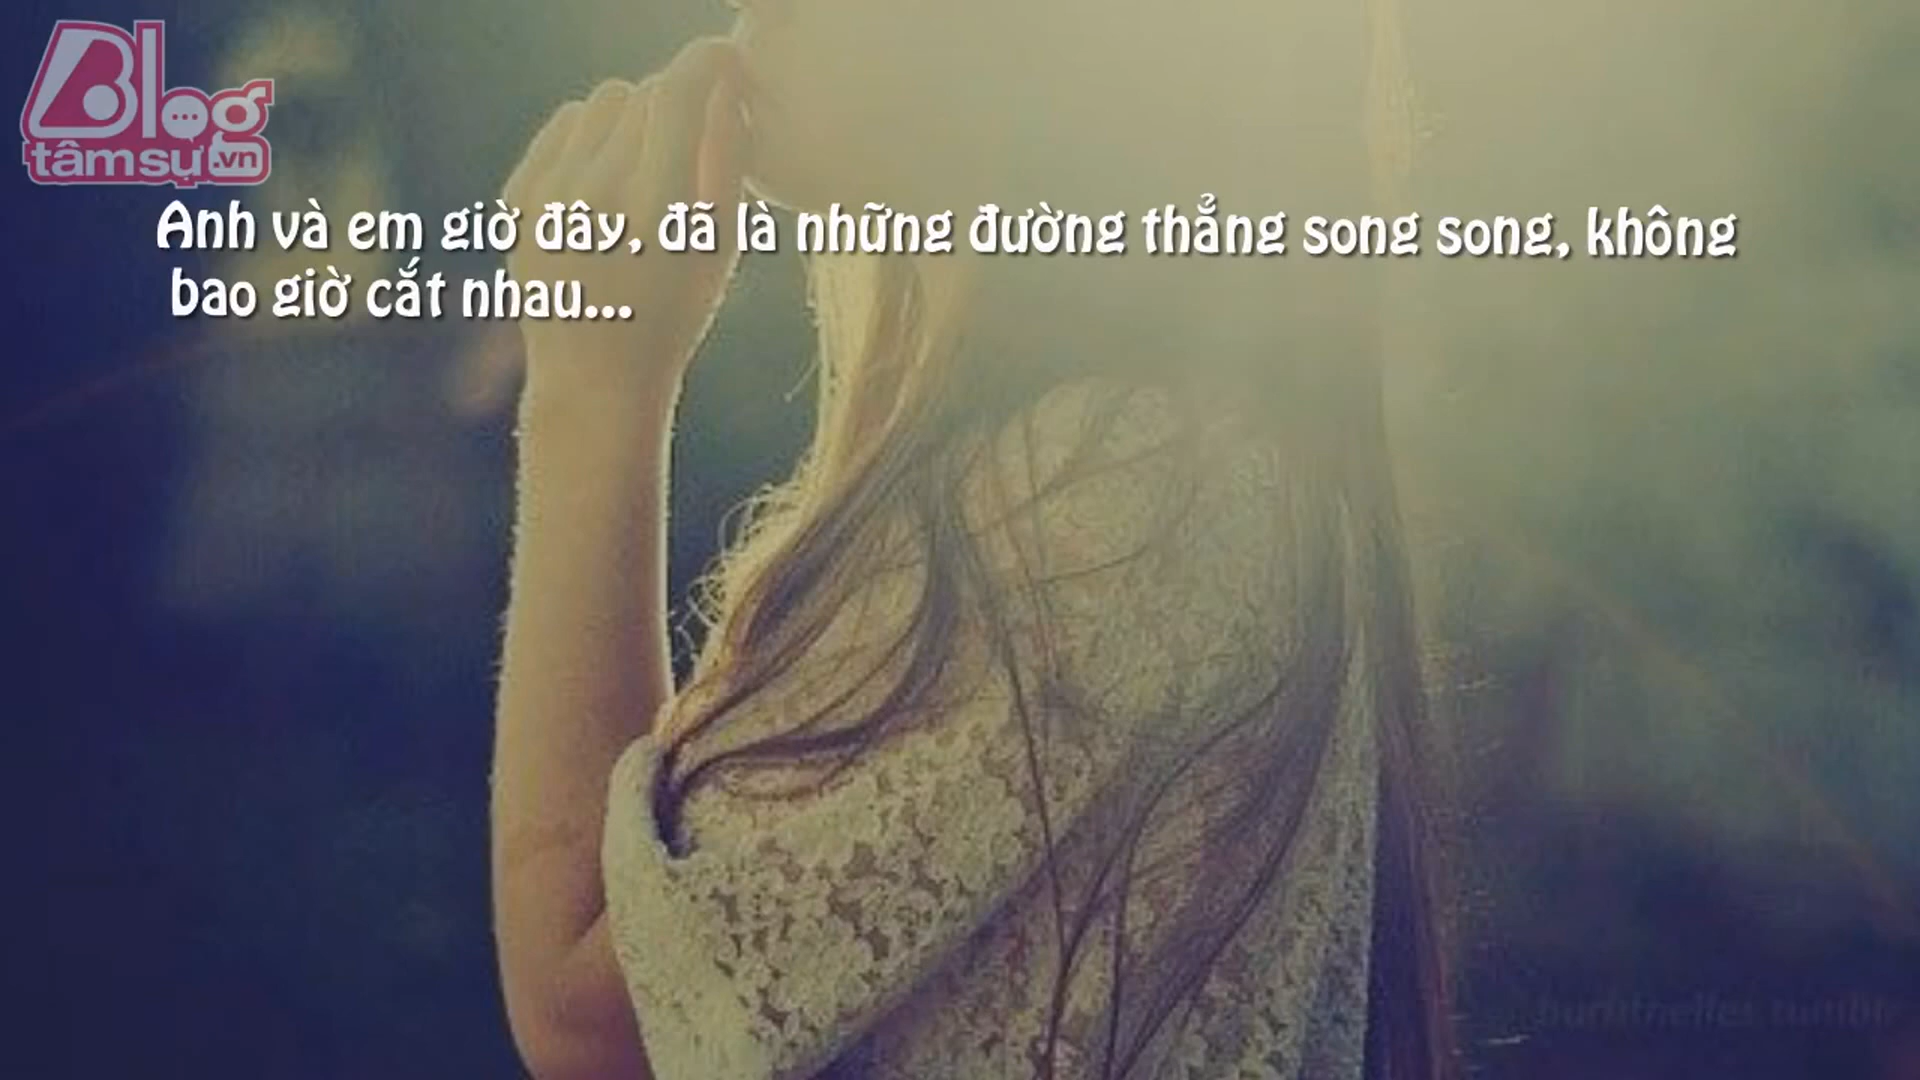 Blog
tâmsự.vn
Anh và em giờ đây, đã là những đường thẳng song song, không
bao giờ cắt nhau...